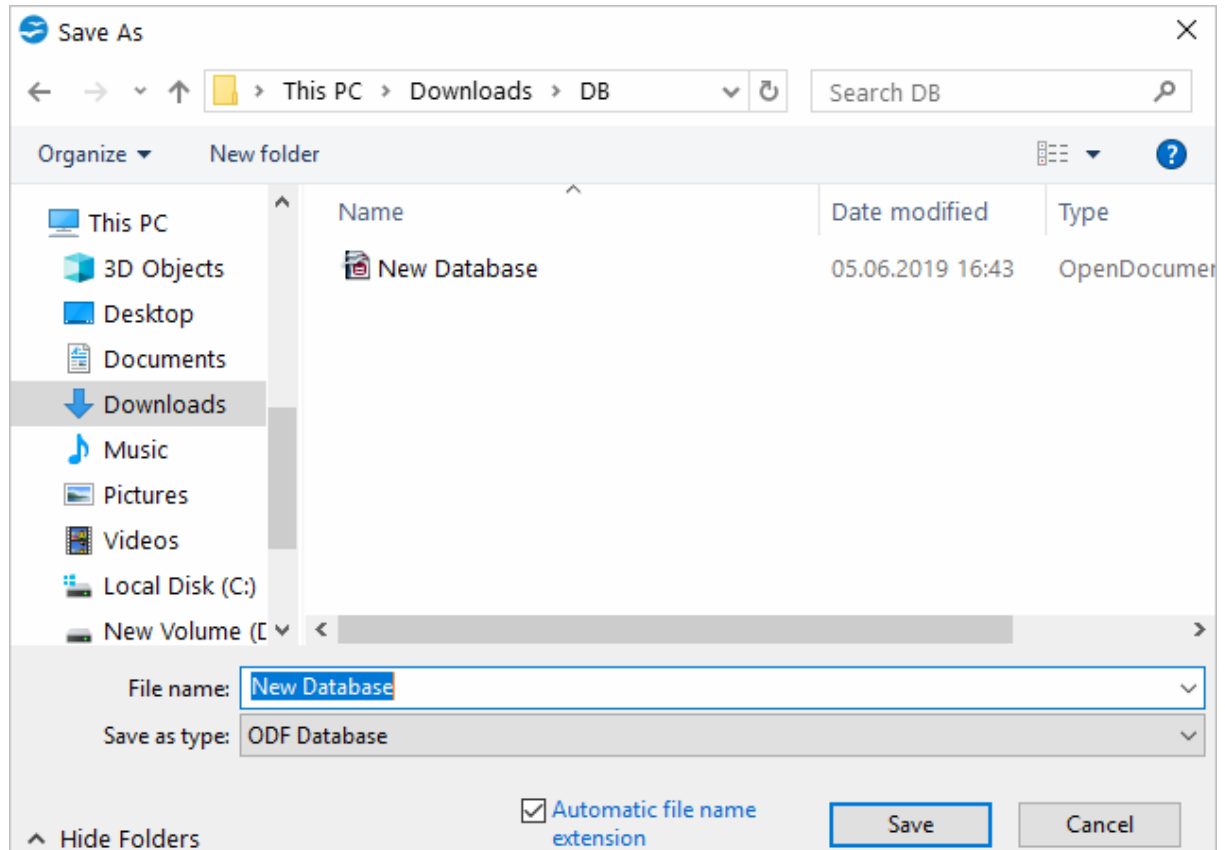 Save As
This PC > Downloads > DB
Search DB
Organize
New folder
Name
Date modified
Type
This PC
3D Objects
Desktop
Documents
Downloads
Music
Pictures
Videos
Local Disk (C:)
New Volume (D
New Database
05.06.2019 16:43
OpenDocumen
File name:
New Database
Save as type:
ODF Database
Automatic file name
extension
Save
Cancel
Hide Folders